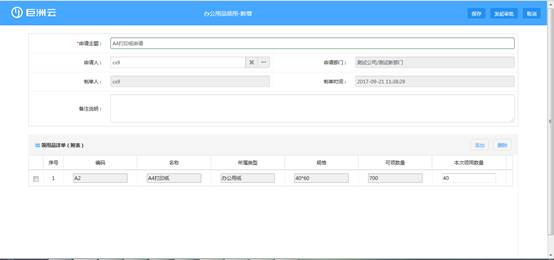 巨洲云
办公用品领用-新增
保存 发起审批 取消
*申请主题： A4打印纸申请
申请人： cs9 申请部门： 测试公司/测试新部门
制单人： cs9 制单时间： 2017-09-21 11:28:29
备注说明：
领用品详单（附表） 添加 删除
序号 编码 名称 所属类型 规格 可领数量 本次领用数量
1 A2 A4打印纸 办公用纸 40*60 700 40